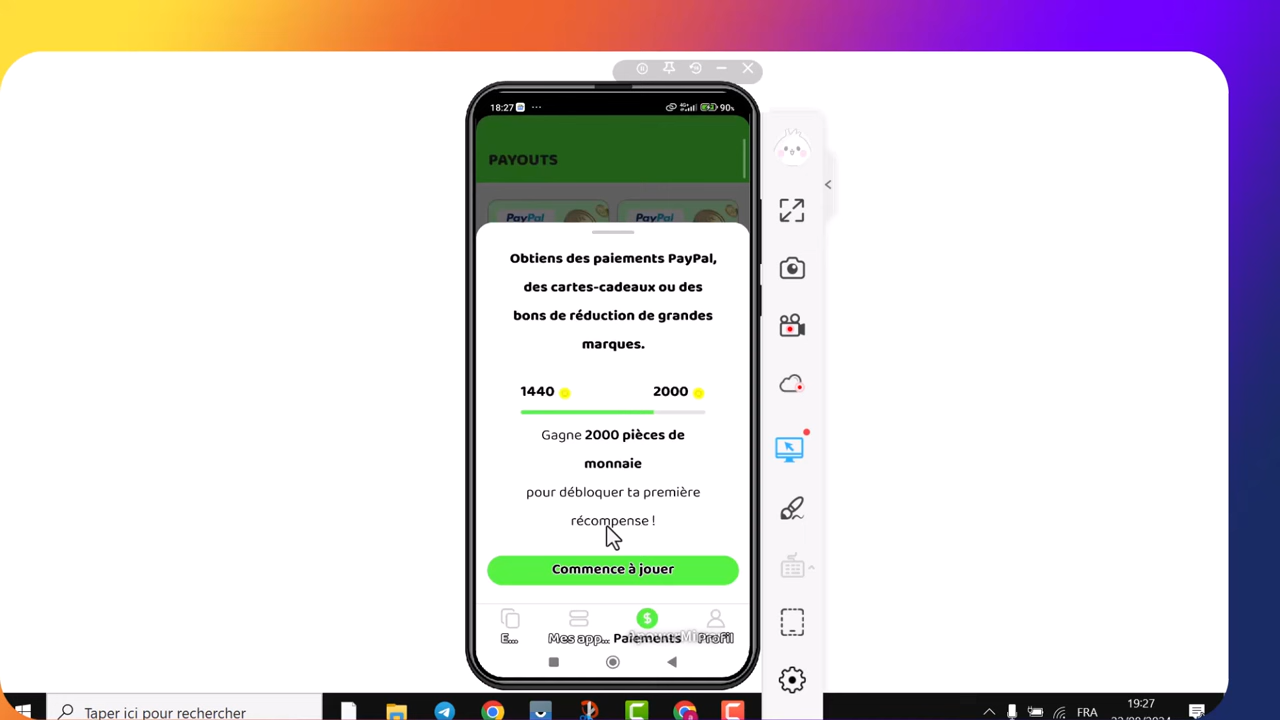 18:27 ... 4G 90%
PAYOUTS
PayPal PayPal
Obtiens des paiements PayPal,
des cartes-cadeaux ou des
bons de réduction de grandes
marques.
1440 2000
Gagne 2000 pièces de
monnaie
pour débloquer ta première
récompense !
Commence à jouer
E... Mes app... Paiements Profil
Taper ici pour rechercher
FRA
19:27